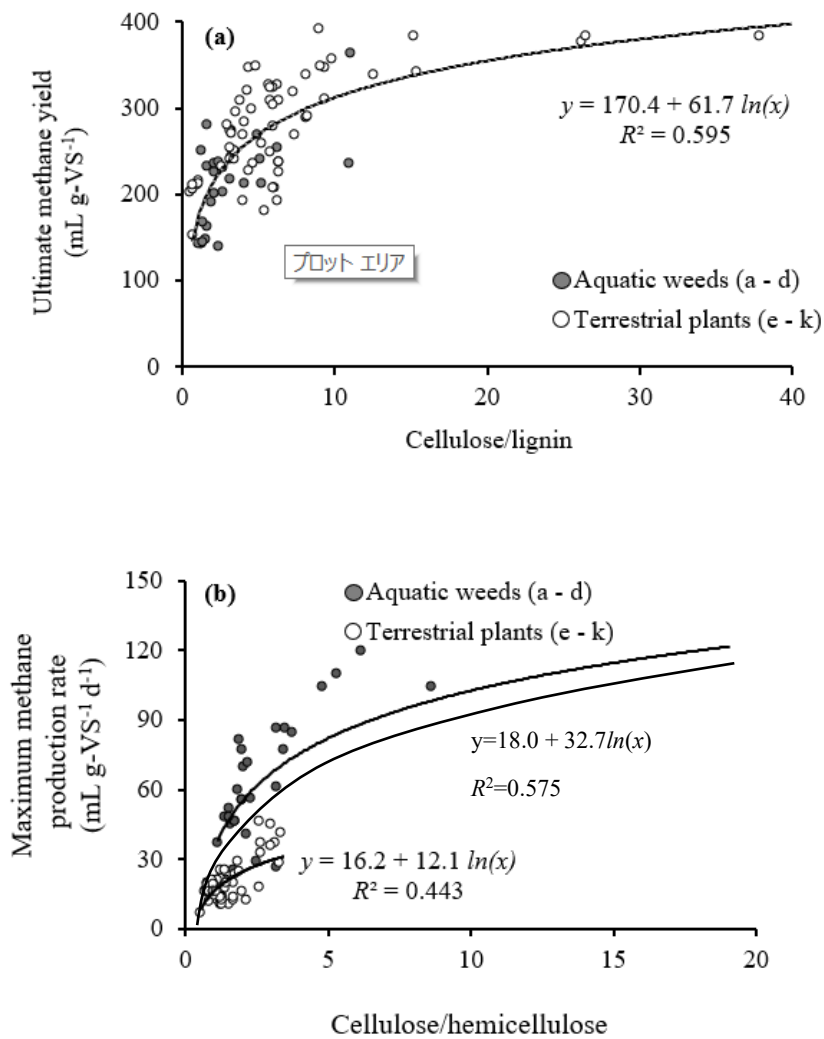 400
(a)
300
y = 170.4 + 61.7 ln(x)
R² = 0.595
200
プロット エリア
100
Aquatic weeds (a - d)
Terrestrial plants (e - k)
0
0 10 20 30 40
Ultimate methane yield
(mL g-VS⁻¹)
Cellulose/lignin
150
(b)
Aquatic weeds (a - d)
Terrestrial plants (e - k)
120
90
y=18.0 + 32.7ln(x)
60
R²=0.575
30
y = 16.2 + 12.1 ln(x)
R² = 0.443
0
0 5 10 15 20
Maximum methane
production rate
(mL g-VS⁻¹ d⁻¹)
Cellulose/hemicellulose